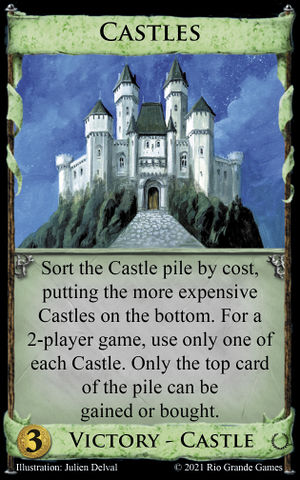 Castles
Sort the Castle pile by cost,
putting the more expensive
Castles on the bottom. For a
2-player game, use only one of
each Castle. Only the top card
of the pile can be
gained or bought.
3
Victory - Castle
Illustration: Julien Delval
© 2021 Rio Grande Games